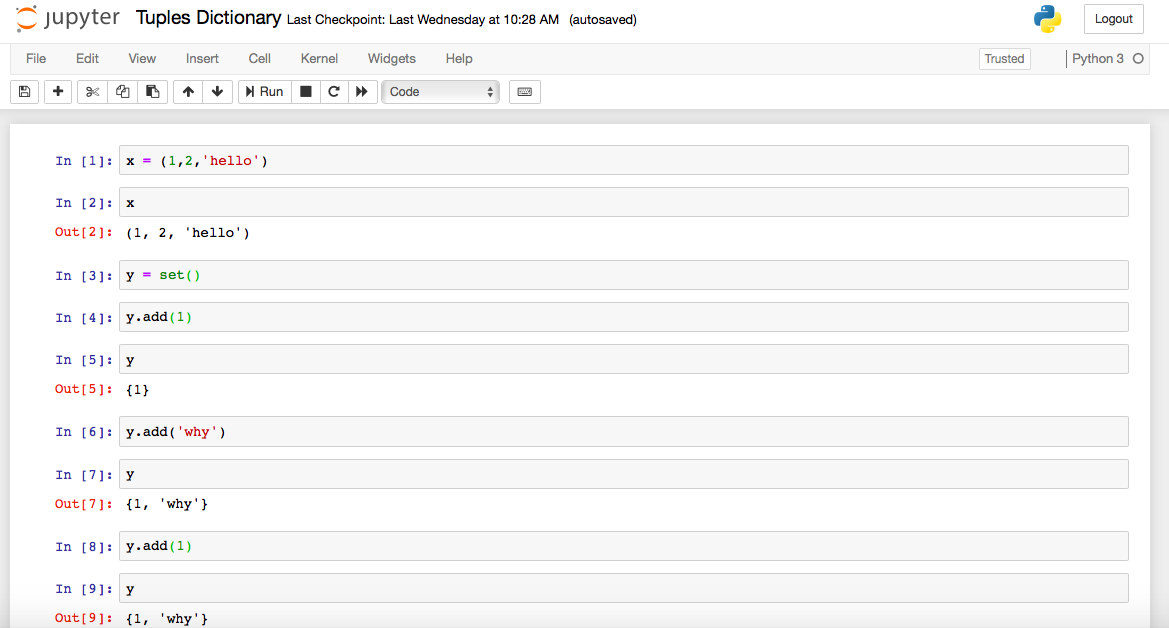 jupyter Tuples Dictionary Last Checkpoint: Last Wednesday at 10:28 AM (autosaved) Logout
File Edit View Insert Cell Kernel Widgets Help Trusted Python 3
Run Code
In [1]: x = (1,2,'hello')
In [2]: x
Out[2]: (1, 2, 'hello')
In [3]: y = set()
In [4]: y.add(1)
In [5]: y
Out[5]: {1}
In [6]: y.add('why')
In [7]: y
Out[7]: {1, 'why'}
In [8]: y.add(1)
In [9]: y
Out[9]: {1, 'why'}